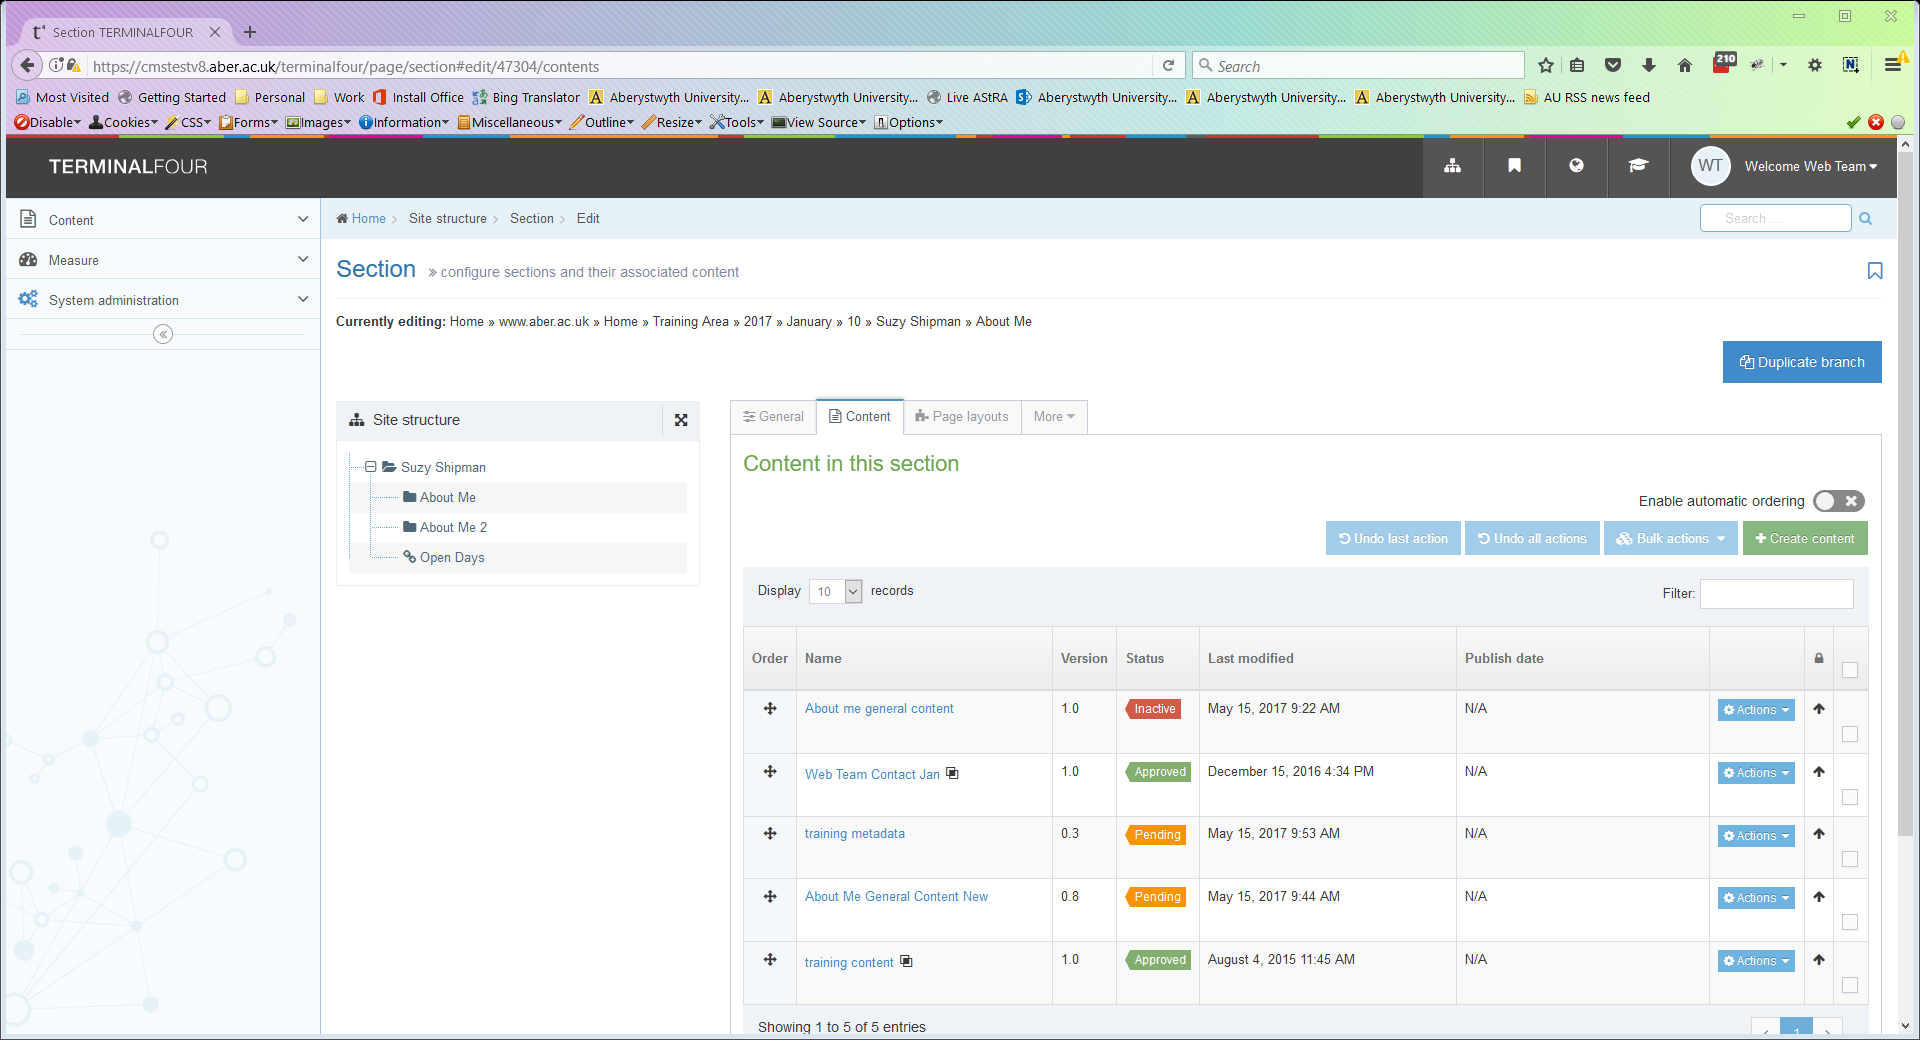 Section TERMINALFOUR
https://cmstestv8.aber.ac.uk/terminalfour/page/section#edit/47304/contents
Search
210
Most Visited Getting Started Personal Work Install Office Bing Translator Aberystwyth University... Aberystwyth University... Live AStRA Aberystwyth University... Aberystwyth University... Aberystwyth University... AU RSS news feed
Disable Cookies CSS Forms Images Information Miscellaneous Outline Resize Tools View Source Options
TERMINALFOUR
WT Welcome Web Team
Content
Measure
System administration
Home > Site structure > Section > Edit
Search ...
Section » configure sections and their associated content
Currently editing: Home » www.aber.ac.uk » Home » Training Area » 2017 » January » 10 » Suzy Shipman » About Me
Duplicate branch
Site structure
Suzy Shipman
About Me
About Me 2
Open Days
General Content Page layouts More
Content in this section
Enable automatic ordering
Undo last action Undo all actions Bulk actions Create content
Display 10 records
Filter:
Order Name Version Status Last modified Publish date
About me general content 1.0 Inactive May 15, 2017 9:22 AM N/A Actions
Web Team Contact Jan 1.0 Approved December 15, 2016 4:34 PM N/A Actions
training metadata 0.3 Pending May 15, 2017 9:53 AM N/A Actions
About Me General Content New 0.8 Pending May 15, 2017 9:44 AM N/A Actions
training content 1.0 Approved August 4, 2015 11:45 AM N/A Actions
Showing 1 to 5 of 5 entries
1